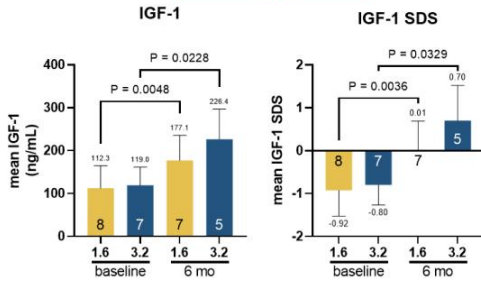 IGF-1
P = 0.0228
P = 0.0048
mean IGF-1
(ng/mL)
400
300
200
100
0
112.3
119.0
177.1
226.4
8
7
7
5
1.6
3.2
1.6
3.2
baseline
6 mo
IGF-1 SDS
P = 0.0329
P = 0.0036
mean IGF-1 SDS
2
1
0
-1
-2
0.01
0.70
8
7
7
5
-0.92
-0.80
1.6
3.2
1.6
3.2
baseline
6 mo